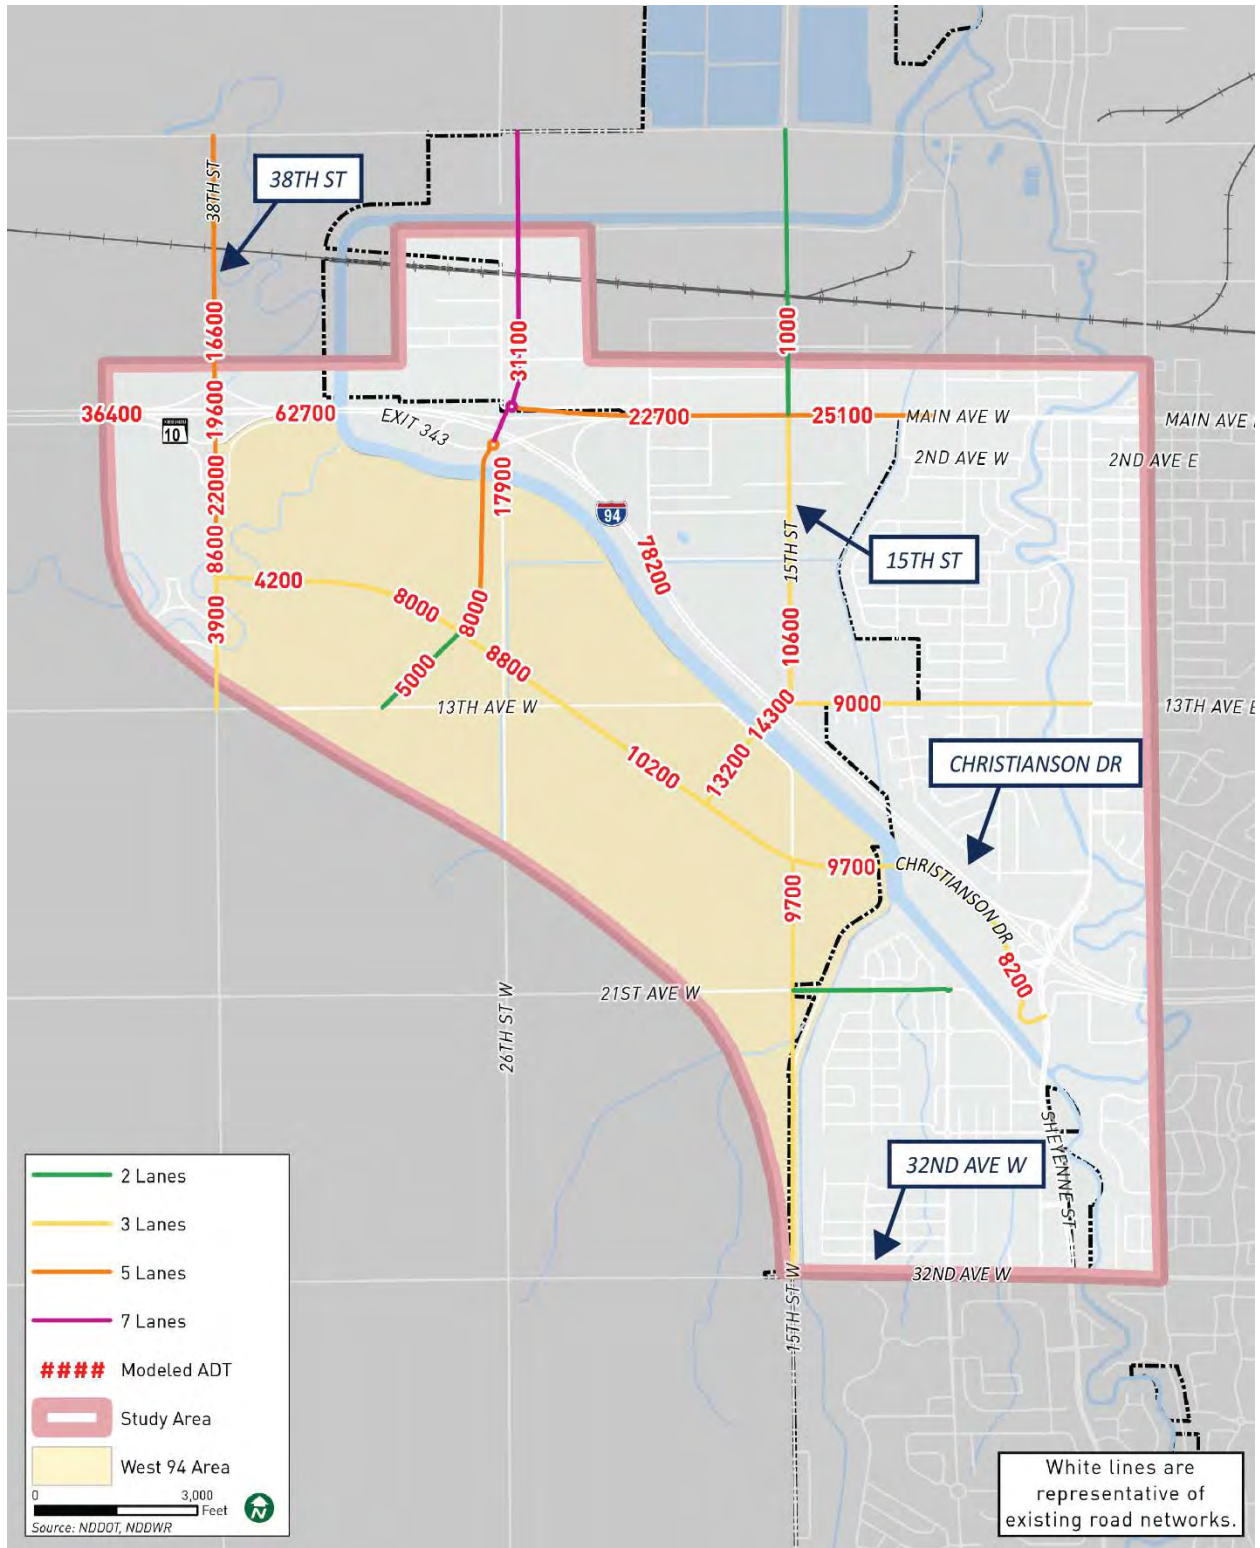 38TH ST
38TH ST
16600
31100
1000
36400
19600
62700
EXIT 343
22700
25100
MAIN AVE W
MAIN AVE E
10
2ND AVE W
2ND AVE E
22000
17900
94
15TH ST
15TH ST
78200
8600
4200
8000
8000
3900
10600
8800
5000
13TH AVE W
14300
9000
13TH AVE E
10200
13200
CHRISTIANSON DR
9700
CHRISTIANSON DR
9700
8200
21ST AVE W
26TH ST W
SHEYENNE ST
32ND AVE W
32ND AVE W
15TH ST W
2 Lanes
3 Lanes
5 Lanes
7 Lanes
#### Modeled ADT
Study Area
West 94 Area
0 3,000
Feet
N
Source: NDDOT, NDDWR
White lines are
representative of
existing road networks.